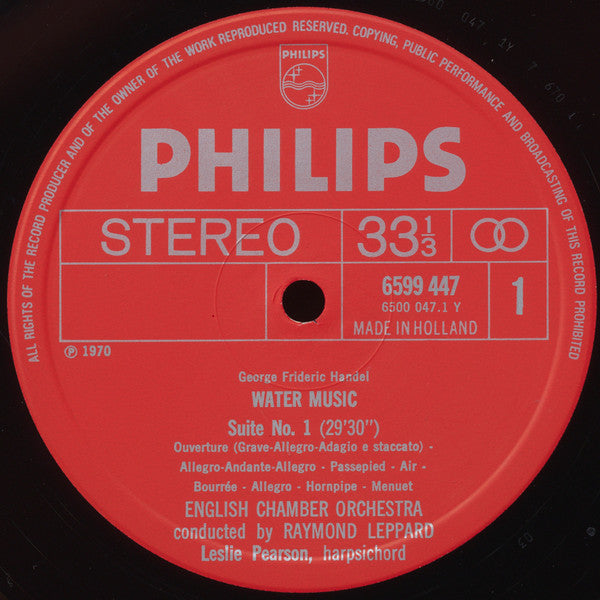 ALL RIGHTS OF THE RECORD PRODUCER AND OF THE OWNER OF THE WORK REPRODUCED RESERVED. COPYING, PUBLIC PERFORMANCE AND BROADCASTING OF THIS RECORD PROHIBITED
PHILIPS
PHILIPS
STEREO 33⅓
6599 447
6500 047.1 Y
1
MADE IN HOLLAND
Ⓟ 1970
George Frideric Handel
WATER MUSIC
Suite No. 1 (29'30")
Ouverture (Grave-Allegro-Adagio e staccato) -
Allegro-Andante-Allegro - Passepied - Air -
Bourrée - Allegro - Hornpipe - Menuet
ENGLISH CHAMBER ORCHESTRA
conducted by RAYMOND LEPPARD
Leslie Pearson, harpsichord